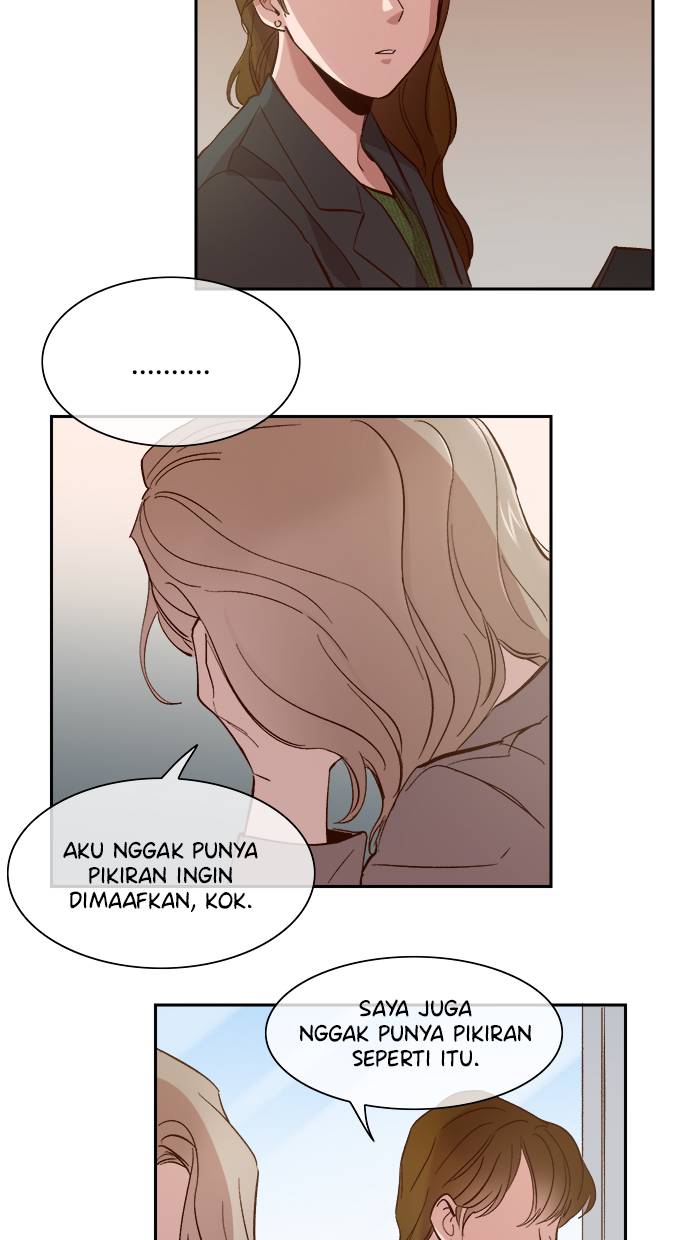 ..........
AKU NGGAK PUNYA
PIKIRAN INGIN
DIMAAFKAN, KOK.
SAYA JUGA
NGGAK PUNYA PIKIRAN
SEPERTI ITU.